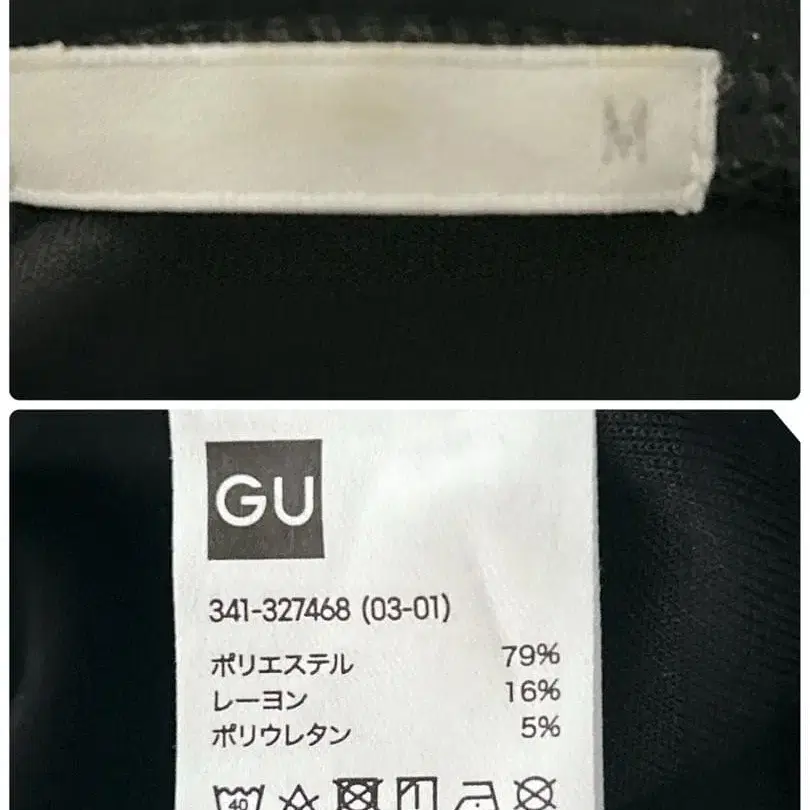 M
GU
341-327468 (03-01)
ポリエステル 79%
レーヨン 16%
ポリウレタン 5%
40